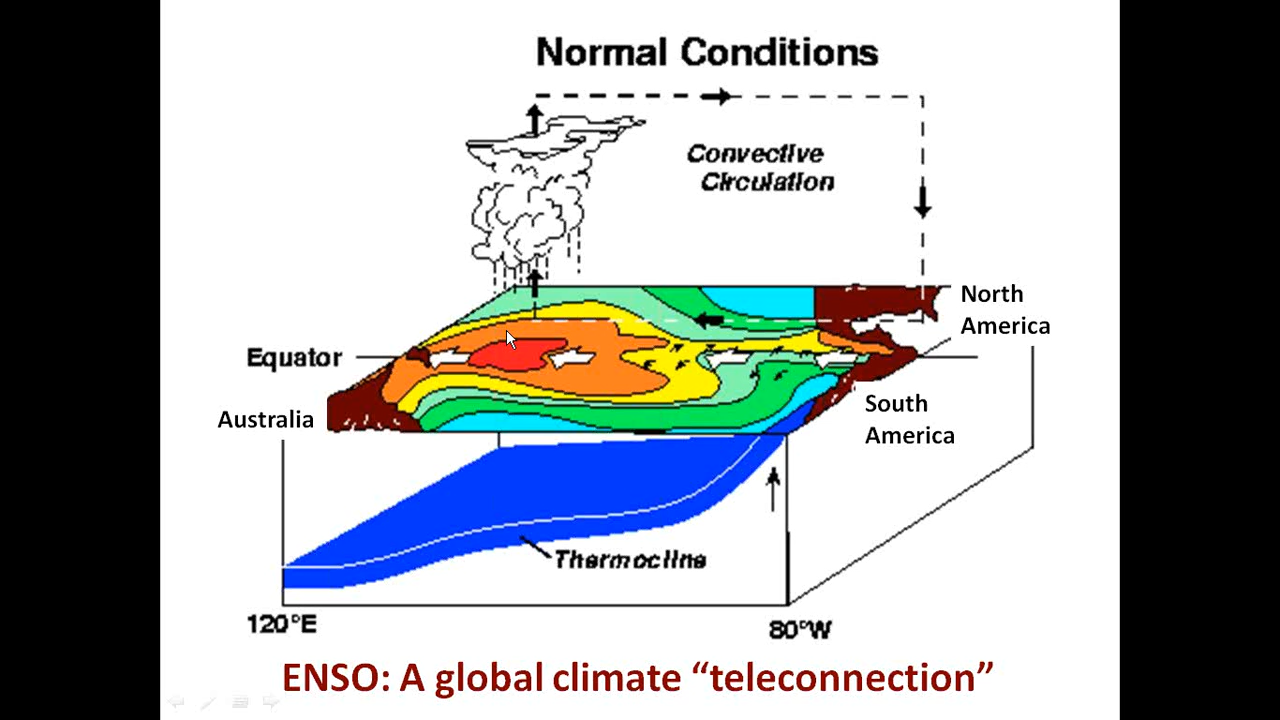 Normal Conditions
Convective
Circulation
North
America
Equator
Australia
South
America
Thermocline
120°E
80°W
ENSO: A global climate “teleconnection”